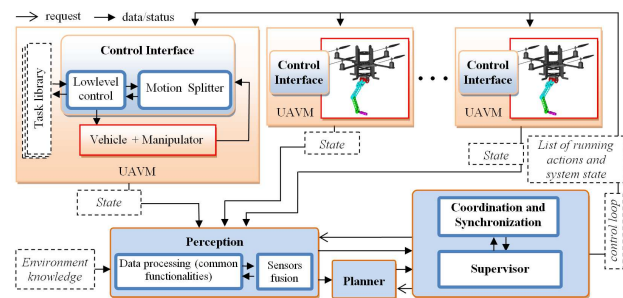 request
data/status
Control Interface
Lowlevel
control
Motion Splitter
Task library
Vehicle + Manipulator
UAVM
Control
Interface
UAVM
Control
Interface
UAVM
State
State
State
List of running
actions and
system state
control loop
Environment
knowledge
Perception
Data processing (common
functionalities)
Sensors
fusion
Planner
Coordination and
Synchronization
Supervisor